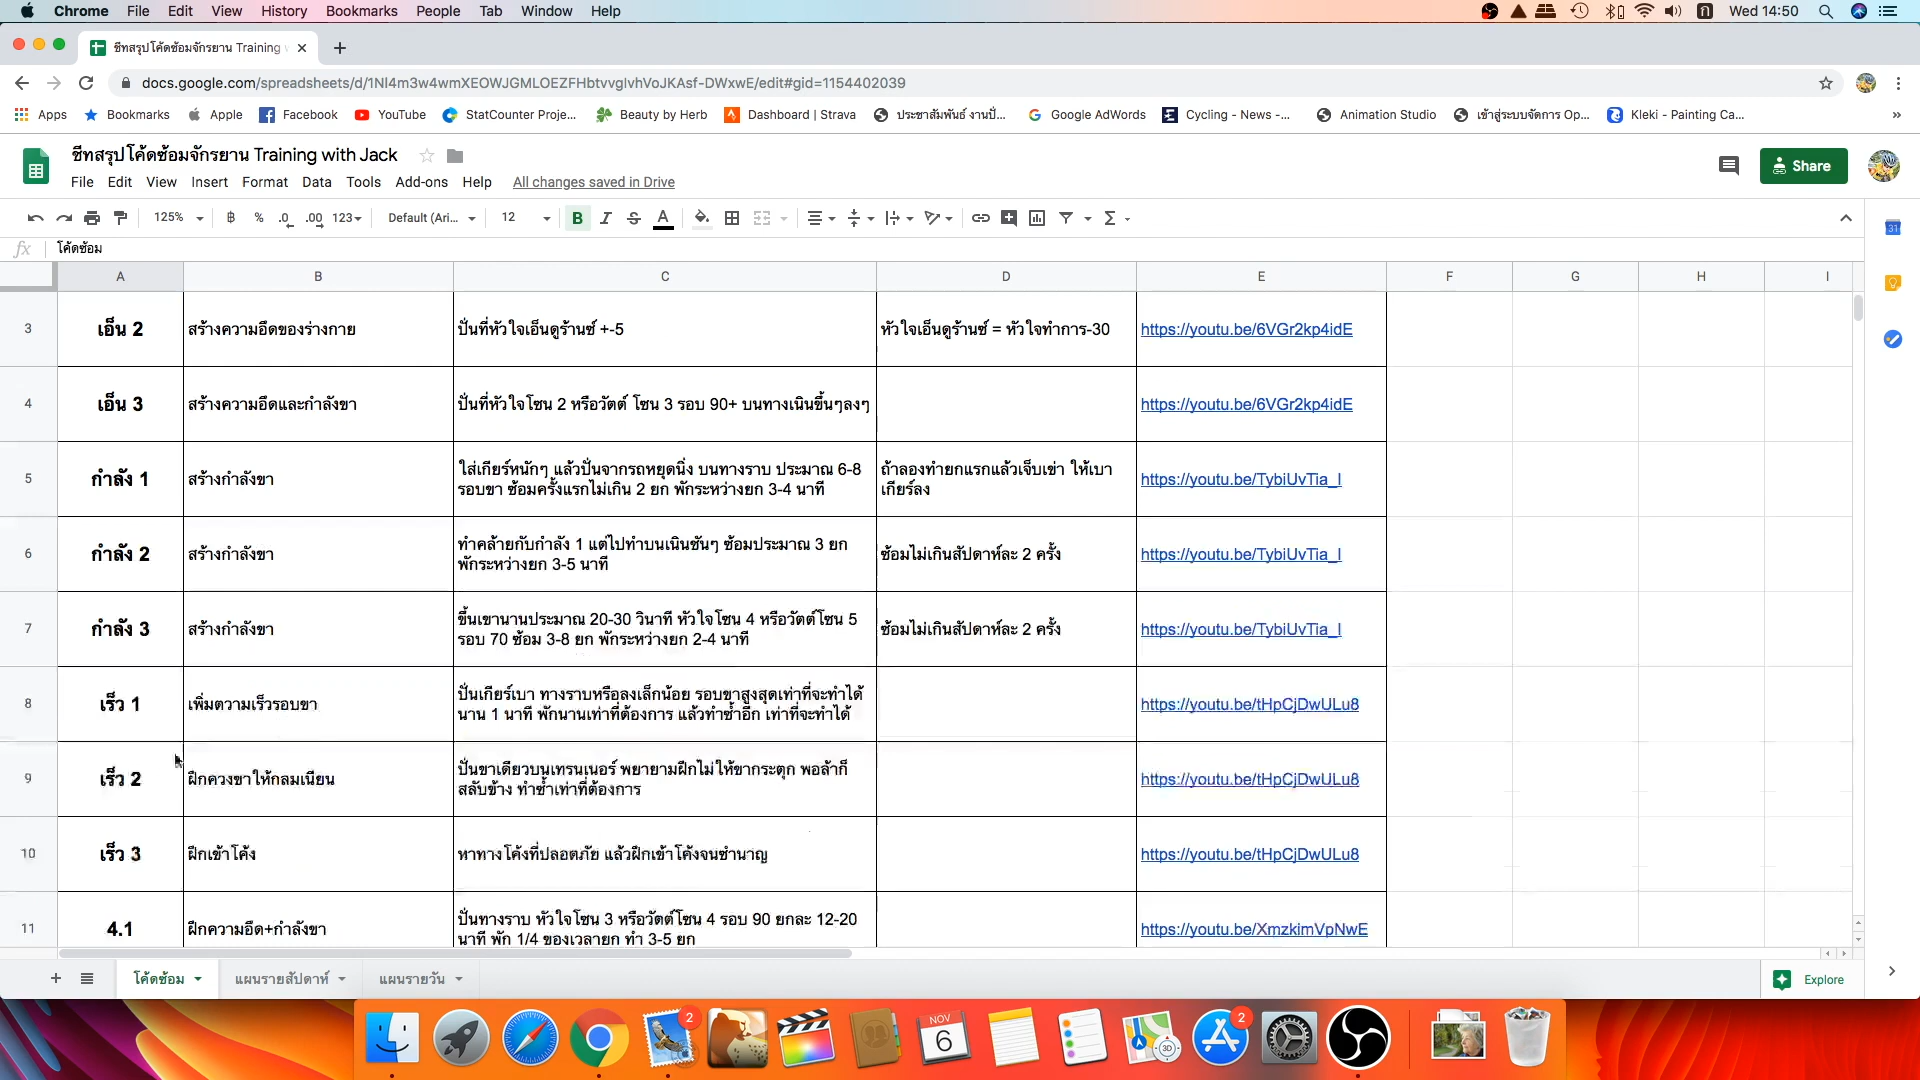 Chrome File Edit View History Bookmarks People Tab Window Help Wed 14:50
ชีทสรุปโค้ดซ้อมจักรยาน Training
docs.google.com/spreadsheets/d/1Nl4m3w4wmXEOWJGMLOEZFHbtvvglvhVoJKAsf-DWxwE/edit#gid=1154402039
Apps Bookmarks Apple Facebook YouTube StatCounter Proje... Beauty by Herb Dashboard | Strava ประชาสัมพันธ์ งานปั่... Google AdWords Cycling - News -... Animation Studio เข้าสู่ระบบจัดการ Op... Kleki - Painting Ca... »
ชีทสรุปโค้ดซ้อมจักรยาน Training with Jack
Share
File Edit View Insert Format Data Tools Add-ons Help All changes saved in Drive
125% ฿ % .0 .00 123 Default (Ari... 12 B I S A Σ
fx โค้ดซ้อม
31
A B C D E F G H I
3 เอ็น 2 สร้างความอึดของร่างกาย ปั่นที่หัวใจเอ็นดูร้านซ์ +-5 หัวใจเอ็นดูร้านซ์ = หัวใจทำการ-30 https://youtu.be/6VGr2kp4idE
4 เอ็น 3 สร้างความอึดและกำลังขา ปั่นที่หัวใจโซน 2 หรือวัตต์ โซน 3 รอบ 90+ บนทางเนินขึ้นๆลงๆ https://youtu.be/6VGr2kp4idE
5 กำลัง 1 สร้างกำลังขา ใส่เกียร์หนักๆ แล้วปั่นจากรถหยุดนิ่ง บนทางราบ ประมาณ 6-8 ถ้าลองทำยกแรกแล้วเจ็บเข่า ให้เบา https://youtu.be/TybiUvTia_I
รอบขา ซ้อมครั้งแรกไม่เกิน 2 ยก พักระหว่างยก 3-4 นาที เกียร์ลง
6 กำลัง 2 สร้างกำลังขา ทำคล้ายกับกำลัง 1 แต่ไปทำบนเนินชันๆ ซ้อมประมาณ 3 ยก ซ้อมไม่เกินสัปดาห์ละ 2 ครั้ง https://youtu.be/TybiUvTia_I
พักระหว่างยก 3-5 นาที
7 กำลัง 3 สร้างกำลังขา ขึ้นเขานานประมาณ 20-30 วินาที หัวใจโซน 4 หรือวัตต์โซน 5 ซ้อมไม่เกินสัปดาห์ละ 2 ครั้ง https://youtu.be/TybiUvTia_I
รอบ 70 ซ้อม 3-8 ยก พักระหว่างยก 2-4 นาที
8 เร็ว 1 เพิ่มตวามเร็วรอบขา ปั่นเกียร์เบา ทางราบหรือลงเล็กน้อย รอบขาสูงสุดเท่าที่จะทำได้ https://youtu.be/tHpCjDwULu8
นาน 1 นาที พักนานเท่าที่ต้องการ แล้วทำซ้ำอีก เท่าที่จะทำได้
9 เร็ว 2 ฝึกควงขาให้กลมเนียน ปั่นขาเดียวบนเทรนเนอร์ พยายามฝึกไม่ให้ขากระตุก พอล้าก็ https://youtu.be/tHpCjDwULu8
สลับข้าง ทำซ้ำเท่าที่ต้องการ
10 เร็ว 3 ฝึกเข้าโค้ง หาทางโค้งที่ปลอตภัย แล้วฝึกเข้าโค้งจนชำนาญ https://youtu.be/tHpCjDwULu8
11 4.1 ฝึกความอึด+กำลังขา ปั่นทางราบ หัวใจโซน 3 หรือวัตต์โซน 4 รอบ 90 ยกละ 12-20 https://youtu.be/XmzkimVpNwE
นาที พัก 1/4 ของเวลายก ทำ 3-5 ยก
โค้ดซ้อม แผนรายสัปดาห์ แผนรายวัน Explore
2 NOV 6 3D 2